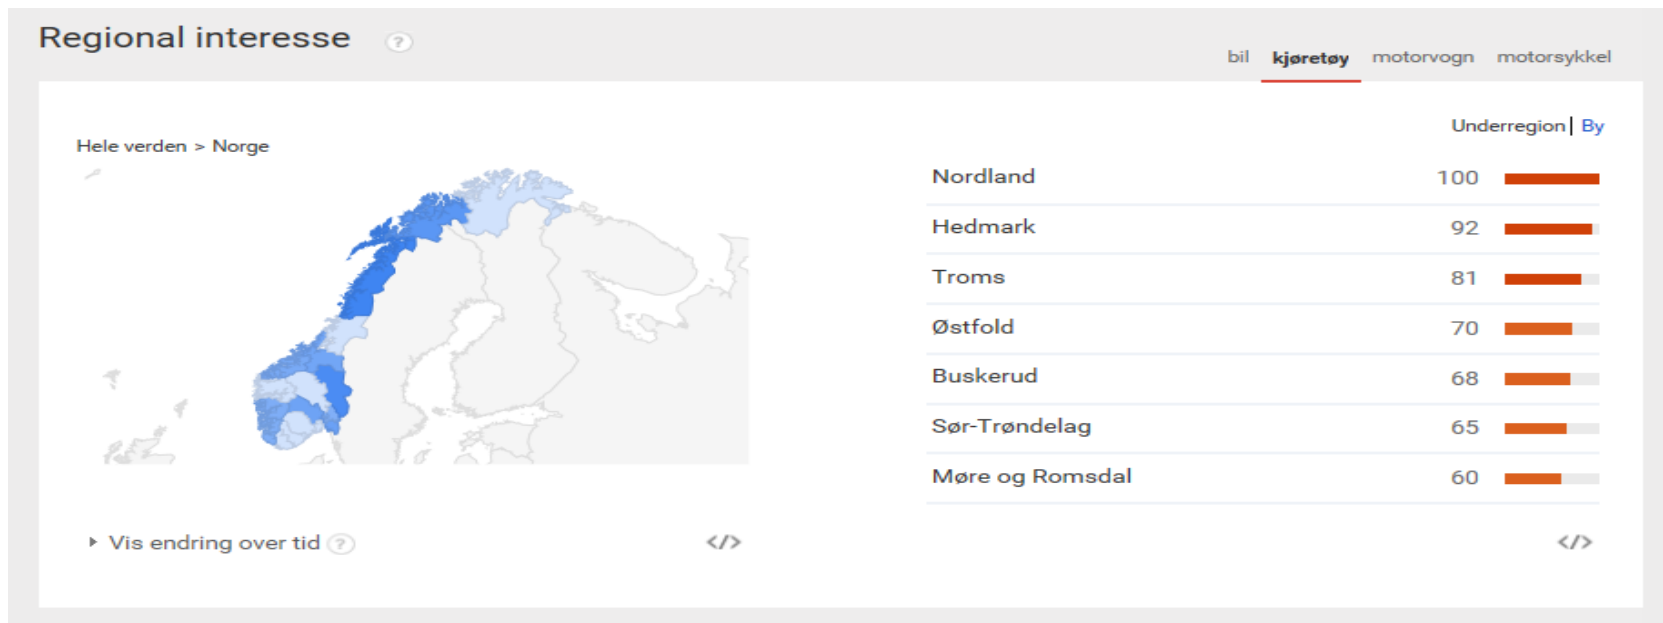 Regional interesse ?
bil kjøretøy motorvogn motorsykkel
Underregion | By
Hele verden > Norge
Nordland 100
Hedmark 92
Troms 81
Østfold 70
Buskerud 68
Sør-Trøndelag 65
Møre og Romsdal 60
Vis endring over tid ?
</>
</>